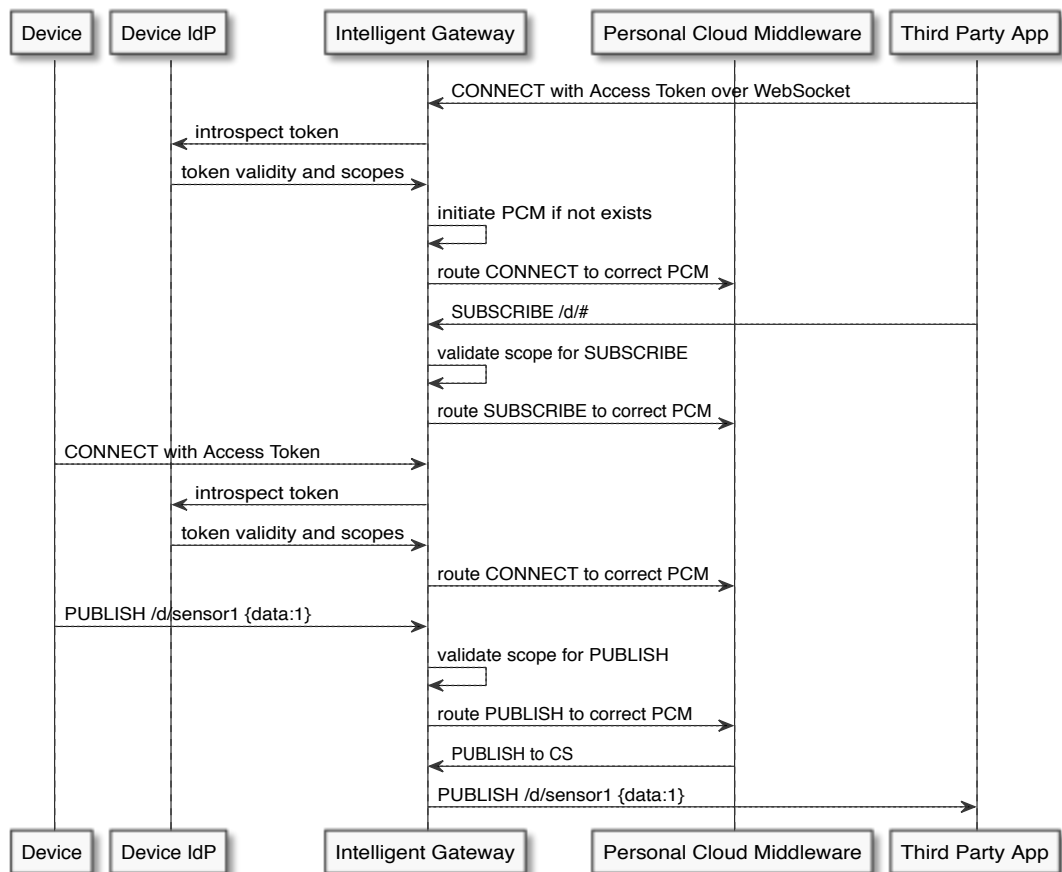 Device
Device IdP
Intelligent Gateway
Personal Cloud Middleware
Third Party App
CONNECT with Access Token over WebSocket
introspect token
token validity and scopes
initiate PCM if not exists
route CONNECT to correct PCM
SUBSCRIBE /d/#
validate scope for SUBSCRIBE
route SUBSCRIBE to correct PCM
CONNECT with Access Token
introspect token
token validity and scopes
route CONNECT to correct PCM
PUBLISH /d/sensor1 {data:1}
validate scope for PUBLISH
route PUBLISH to correct PCM
PUBLISH to CS
PUBLISH /d/sensor1 {data:1}
Device
Device IdP
Intelligent Gateway
Personal Cloud Middleware
Third Party App